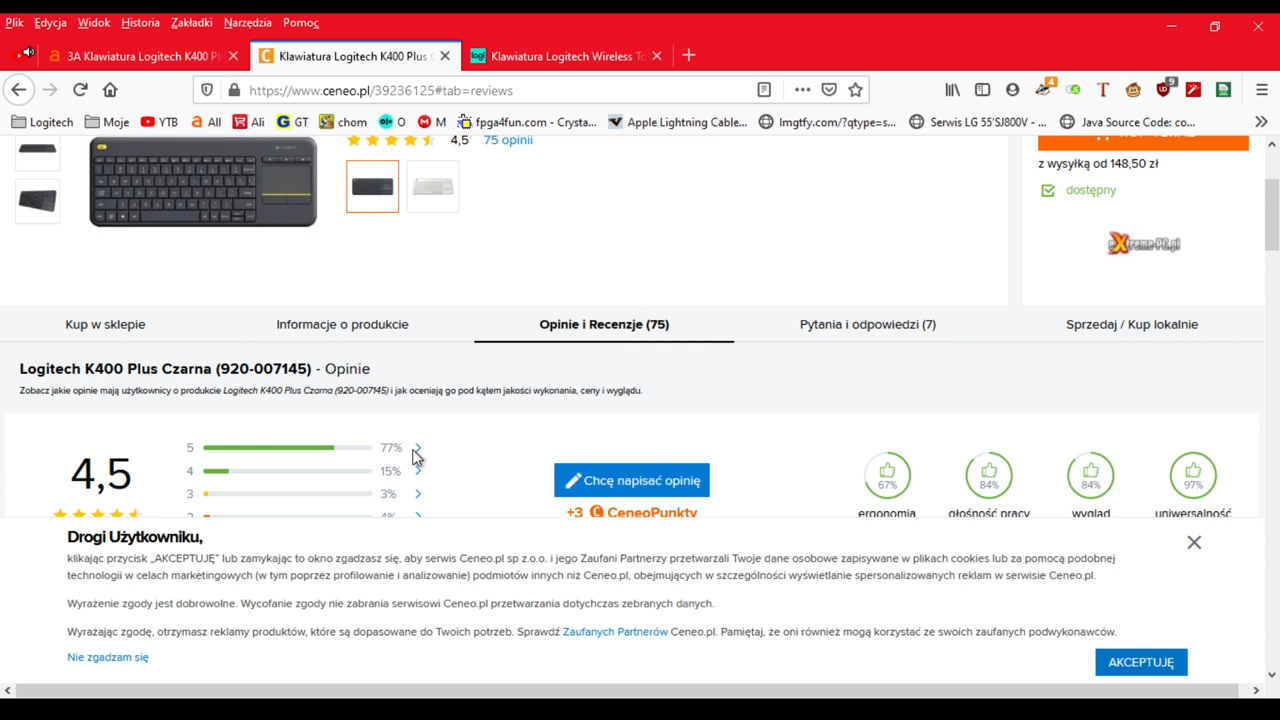 Plik Edycja Widok Historia Zakładki Narzędzia Pomoc
3A Klawiatura Logitech K400 Pl
Klawiatura Logitech K400 Plus
Klawiatura Logitech Wireless To
https://www.ceneo.pl/39236125#tab=reviews
4
9
Logitech Moje YTB All Ali GT chom O M fpga4fun.com - Crysta... Apple Lightning Cable... lmgtfy.com/?qtype=s... Serwis LG 55"SJ800V - ... Java Source Code: co...
4,5 75 opinii
z wysyłką od 148,50 zł
dostępny
eXtreme-PC.pl
Kup w sklepie Informacje o produkcie Opinie i Recenzje (75) Pytania i odpowiedzi (7) Sprzedaj / Kup lokalnie
Logitech K400 Plus Czarna (920-007145) - Opinie
Zobacz jakie opinie mają użytkownicy o produkcie Logitech K400 Plus Czarna (920-007145) i jak oceniają go pod kątem jakości wykonania, ceny i wyglądu.
4,5
5 77%
4 15%
3 3%
2 4%
Chcę napisać opinię
+3 CeneoPunkty
67% 84% 84% 97%
ergonomia głośność pracy wygląd uniwersalność
Drogi Użytkowniku,
klikając przycisk „AKCEPTUJĘ” lub zamykając to okno zgadzasz się, aby serwis Ceneo.pl sp z.o.o. i jego Zaufani Partnerzy przetwarzali Twoje dane osobowe zapisywane w plikach cookies lub za pomocą podobnej
technologii w celach marketingowych (w tym poprzez profilowanie i analizowanie) podmiotów innych niż Ceneo.pl, obejmujących w szczególności wyświetlanie spersonalizowanych reklam w serwisie Ceneo.pl.
Wyrażenie zgody jest dobrowolne. Wycofanie zgody nie zabrania serwisowi Ceneo.pl przetwarzania dotychczas zebranych danych.
Wyrażając zgodę, otrzymasz reklamy produktów, które są dopasowane do Twoich potrzeb. Sprawdź Zaufanych Partnerów Ceneo.pl. Pamiętaj, że oni również mogą korzystać ze swoich zaufanych podwykonawców.
Nie zgadzam się
AKCEPTUJĘ